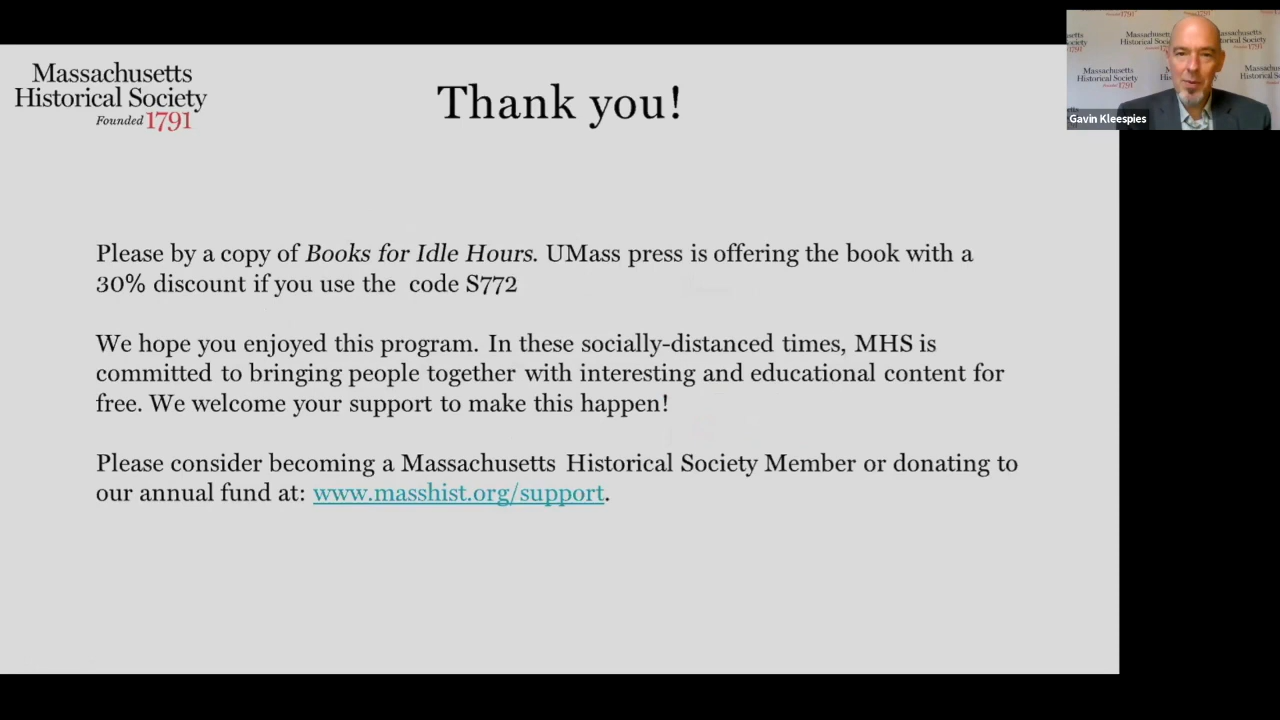 Massachusetts
Historical Society
Founded 1791
Thank you!
Please by a copy of Books for Idle Hours. UMass press is offering the book with a
30% discount if you use the code S772
We hope you enjoyed this program. In these socially-distanced times, MHS is
committed to bringing people together with interesting and educational content for
free. We welcome your support to make this happen!
Please consider becoming a Massachusetts Historical Society Member or donating to
our annual fund at: www.masshist.org/support.
Gavin Kleespies
Massachusetts
Historical Society
1791